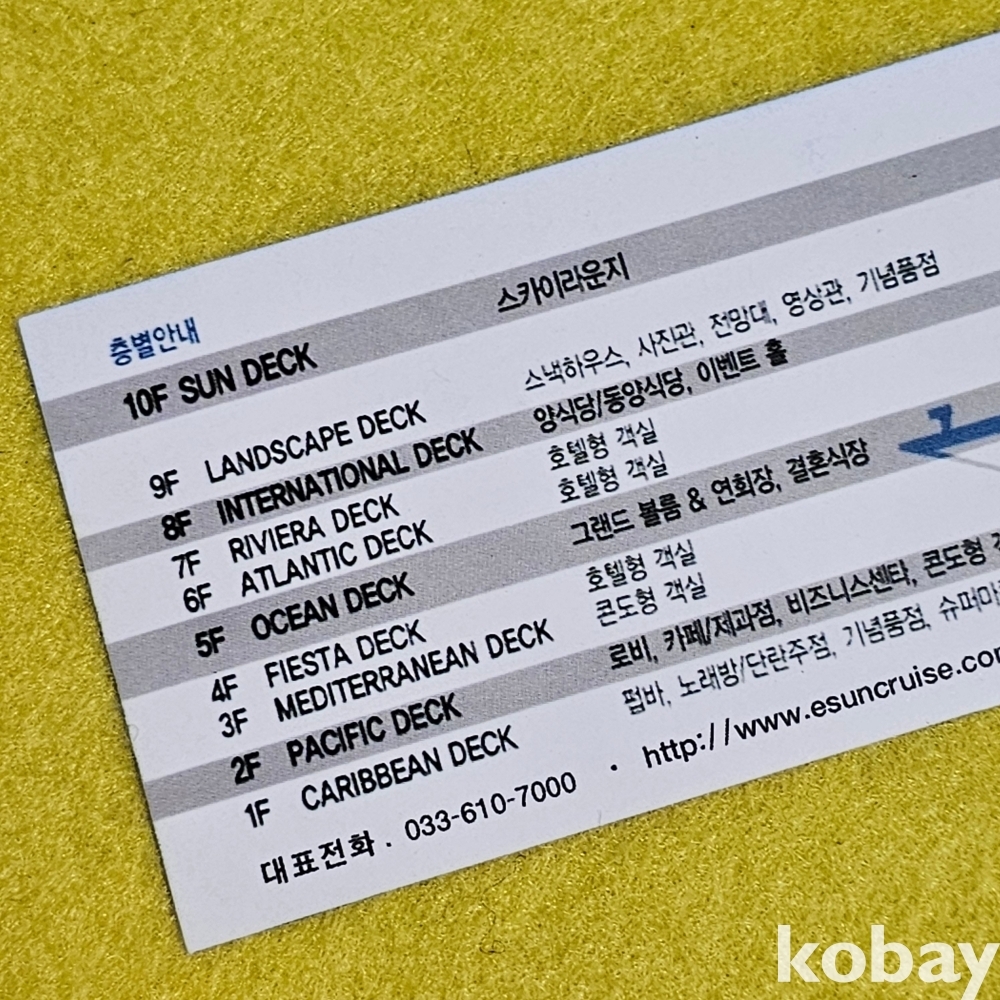 층별안내
10F SUN DECK 스카이라운지
9F LANDSCAPE DECK 스낵하우스, 사진관, 전망대, 영상관, 기념품점
8F INTERNATIONAL DECK 양식당/동양식당, 이벤트 홀
7F RIVIERA DECK 호텔형 객실
6F ATLANTIC DECK 호텔형 객실
5F OCEAN DECK 그랜드 볼룸 & 연회장, 결혼식장
4F FIESTA DECK 호텔형 객실
3F MEDITERRANEAN DECK 콘도형 객실
2F PACIFIC DECK 로비, 카페/제과점, 비즈니스센타, 콘도형
1F CARIBBEAN DECK 펍바, 노래방/단란주점, 기념품점, 슈퍼마
대표전화 . 033-610-7000 · http://www.esuncruise.com
kobay